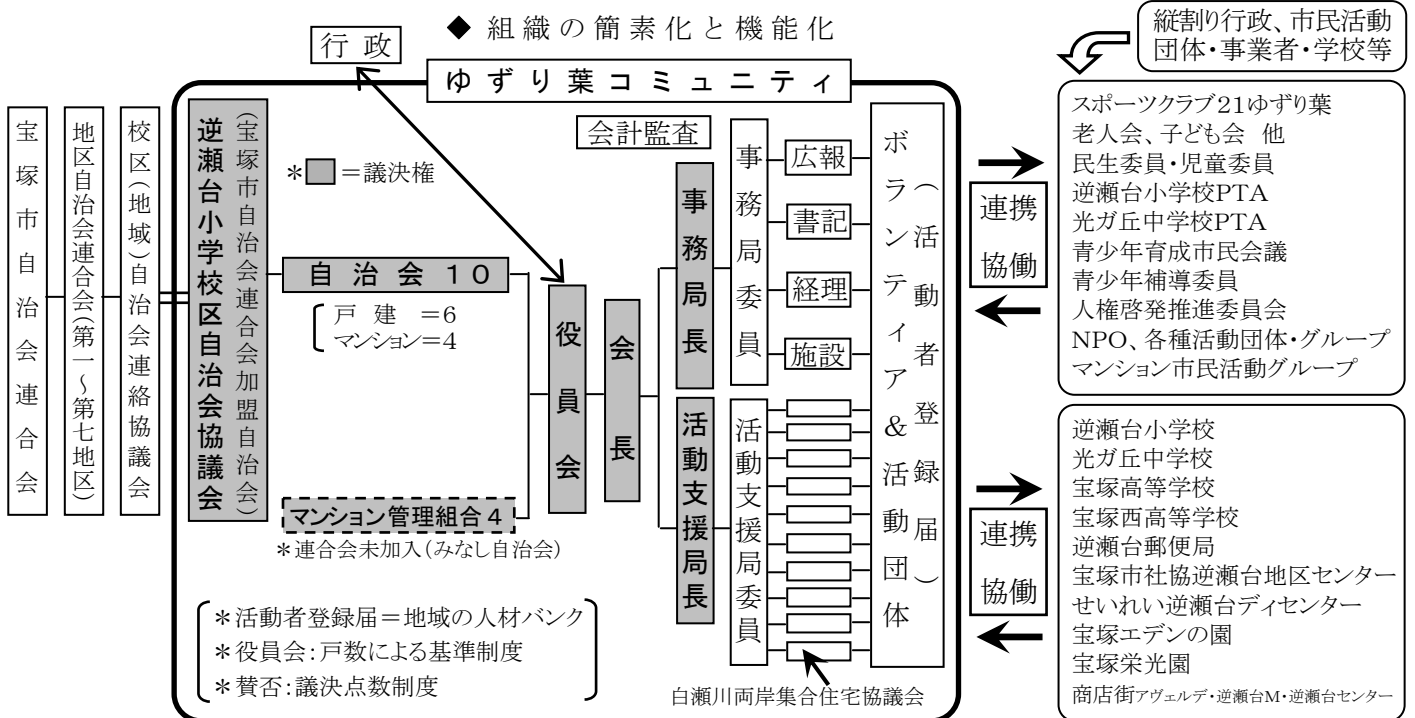 ◆ 組織の簡素化と機能化
行政
ゆずり葉コミュニティ
縦割り行政、市民活動
団体・事業者・学校等
宝塚市自治会連合会
地区自治会連合会(第一~第七地区)
校区(地域)自治会連絡協議会
逆瀬台小学校区自治会協議会
(宝塚市自治会連合会加盟自治会)
*■=議決権
自治会10
戸建=6
マンション=4
マンション管理組合4
*連合会未加入(みなし自治会)
役員会
会長
会計監査
事務局長
活動支援局長
事務局委員
広報
書記
経理
施設
活動支援局委員
ボランティア&活動団体
(活動者登録届)
白瀬川両岸集合住宅協議会
*活動者登録届=地域の人材バンク
*役員会:戸数による基準制度
*賛否:議決点数制度
連携
協働
スポーツクラブ21ゆずり葉
老人会、子ども会 他
民生委員・児童委員
逆瀬台小学校PTA
光ガ丘中学校PTA
青少年育成市民会議
青少年補導委員
人権啓発推進委員会
NPO、各種活動団体・グループ
マンション市民活動グループ
連携
協働
逆瀬台小学校
光ガ丘中学校
宝塚高等学校
宝塚西高等学校
逆瀬台郵便局
宝塚市社協逆瀬台地区センター
せいれい逆瀬台ディセンター
宝塚エデンの園
宝塚栄光園
商店街アヴェルデ・逆瀬台M・逆瀬台センター